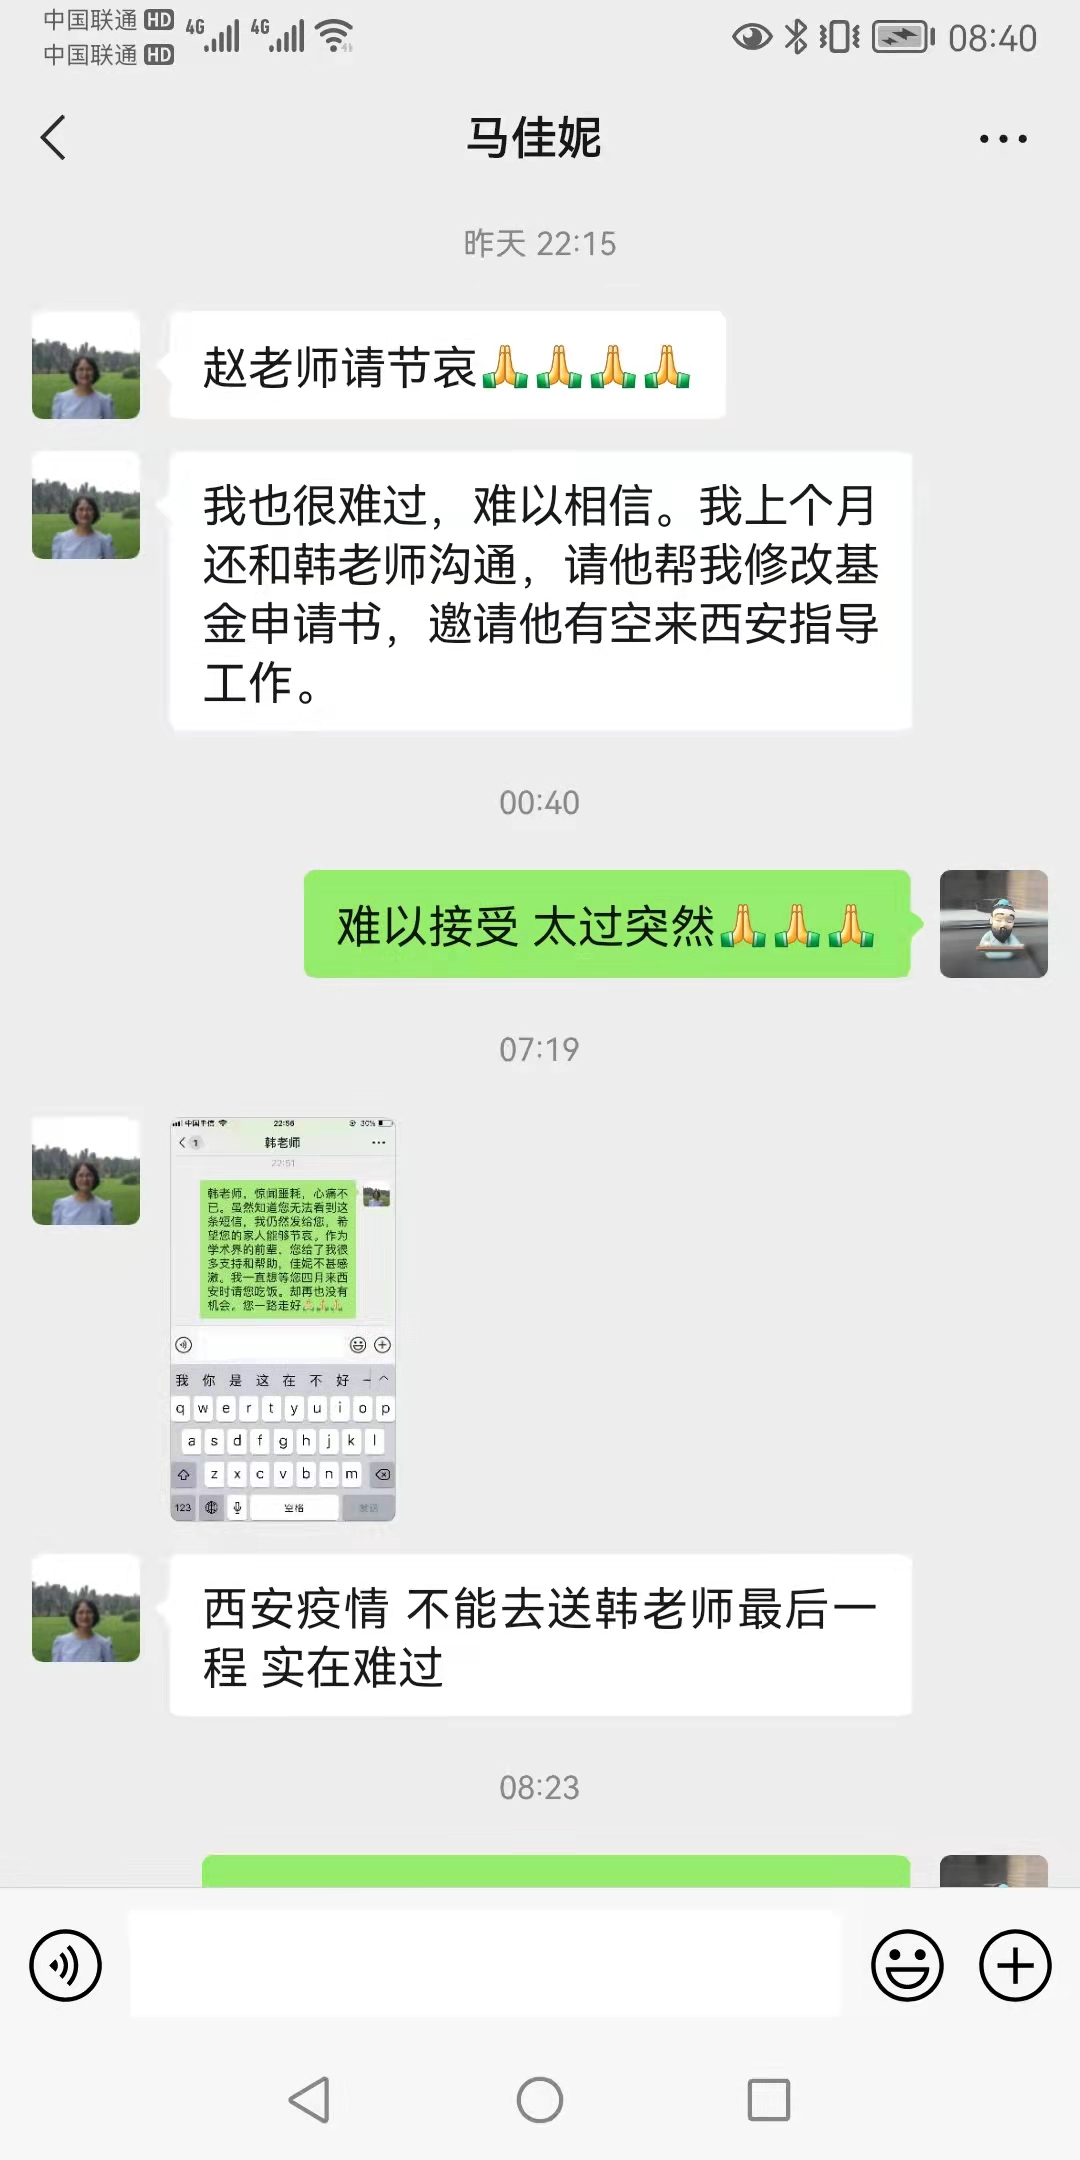 中国联通 HD 4G 4G 08:40
中国联通 HD
马佳妮
昨天 22:15
赵老师请节哀🙏🙏🙏🙏
我也很难过，难以相信。我上个月
还和韩老师沟通，请他帮我修改基
金申请书，邀请他有空来西安指导
工作。
00:40
难以接受 太过突然🙏🙏🙏
07:19
中国电信 22:56 30%
1 韩老师
22:51
韩老师，惊闻噩耗，心痛不
已。虽然知道您无法看到这
条短信，我仍然发给您，希
望您的家人能够节哀。作为
学术界的前辈，您给了我很
多支持和帮助，佳妮不甚感
激。我一直想等您四月来西
安时请您吃饭。却再也没有
机会。您一路走好🙏🙏🙏
我 你 是 这 在 不 好 一
q w e r t y u i o p
a s d f g h j k l
z x c v b n m
123 空格 发送
西安疫情 不能去送韩老师最后一
程 实在难过
08:23